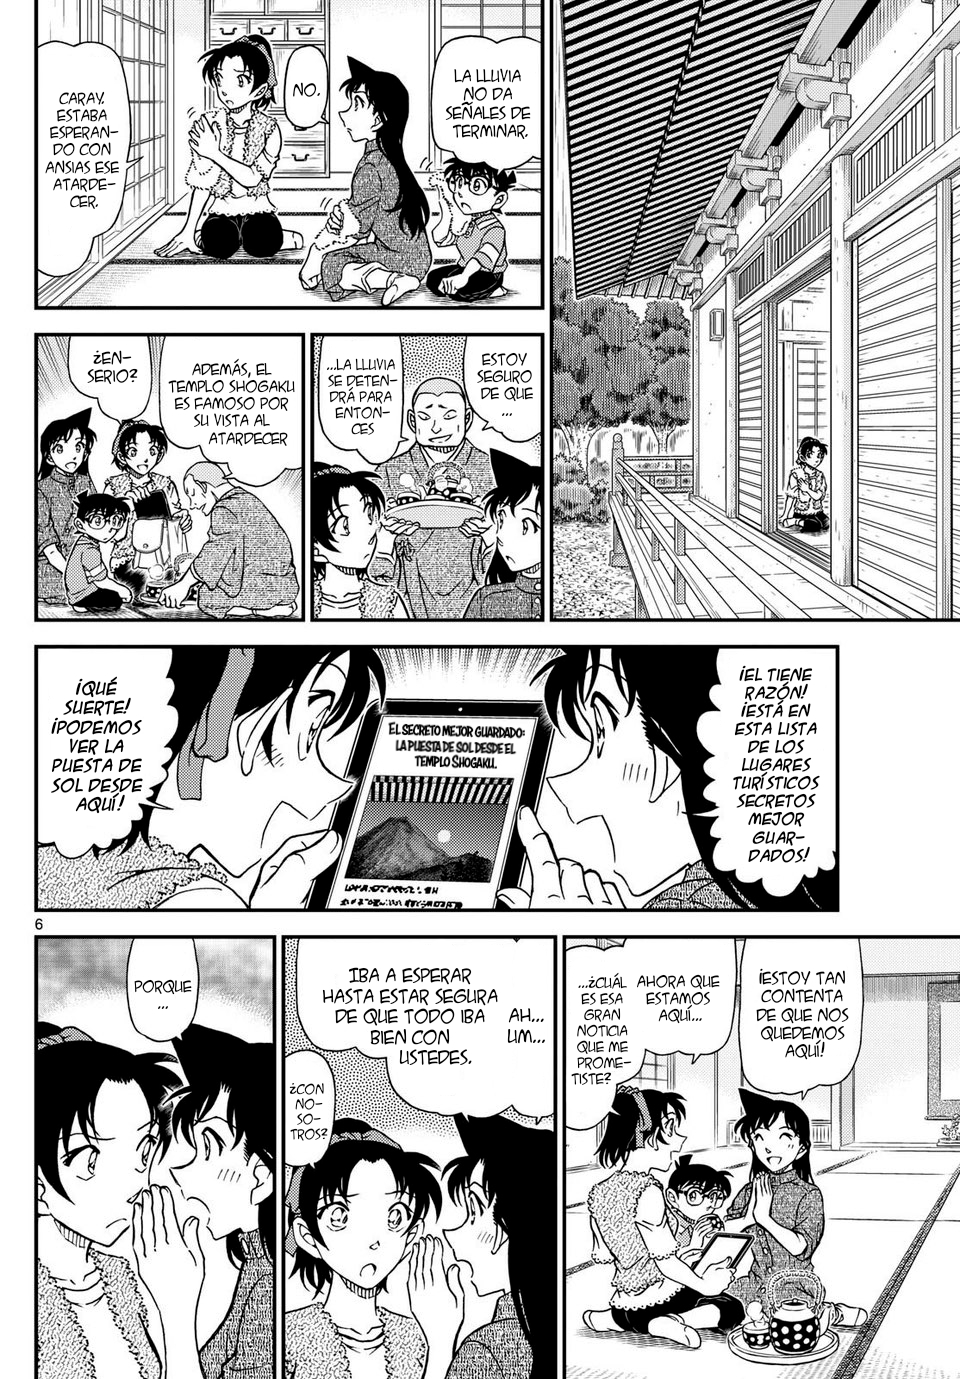 LA LLUVIA
NO DA
SEÑALES DE
TERMINAR.
NO.
CARAY,
ESTABA
ESPERAN-
DO CON
ANSIAS ESE
ATARDE-
CER.
ESTOY
SEGURO
DE QUE
...
...LA LLUVIA
SE DETEN-
DRÁ PARA
ENTON-
CES
ADEMÁS, EL
TEMPLO SHOGAKU
ES FAMOSO POR
SU VISTA AL
ATARDECER
¿EN-
SERIO?
¡EL TIENE
RAZÓN!
¡ESTÁ EN
ESTA LISTA
DE LOS
LUGARES
TURÍSTICOS
SECRETOS
MEJOR
GUAR-
DADOS!
EL SECRETO MEJOR GUARDADO:
LA PUESTA DE SOL DESDE EL
TEMPLO SHOGAKU.
¡QUÉ
SUERTE!
¡PODEMOS
VER LA
PUESTA DE
SOL DESDE
AQUÍ!
6
¡ESTOY TAN
CONTENTA
DE QUE NOS
QUEDEMOS
AQUÍ!
AHORA QUE
ESTAMOS
AQUÍ...
...¿CUÁL
ES ESA
GRAN
NOTICIA
QUE ME
PROME-
TISTE?
AH...
UM...
IBA A ESPERAR
HASTA ESTAR SEGURA
DE QUE TODO IBA
BIEN CON
USTEDES.
¿CON
NO-
SO-
TROS?
PORQUE
...